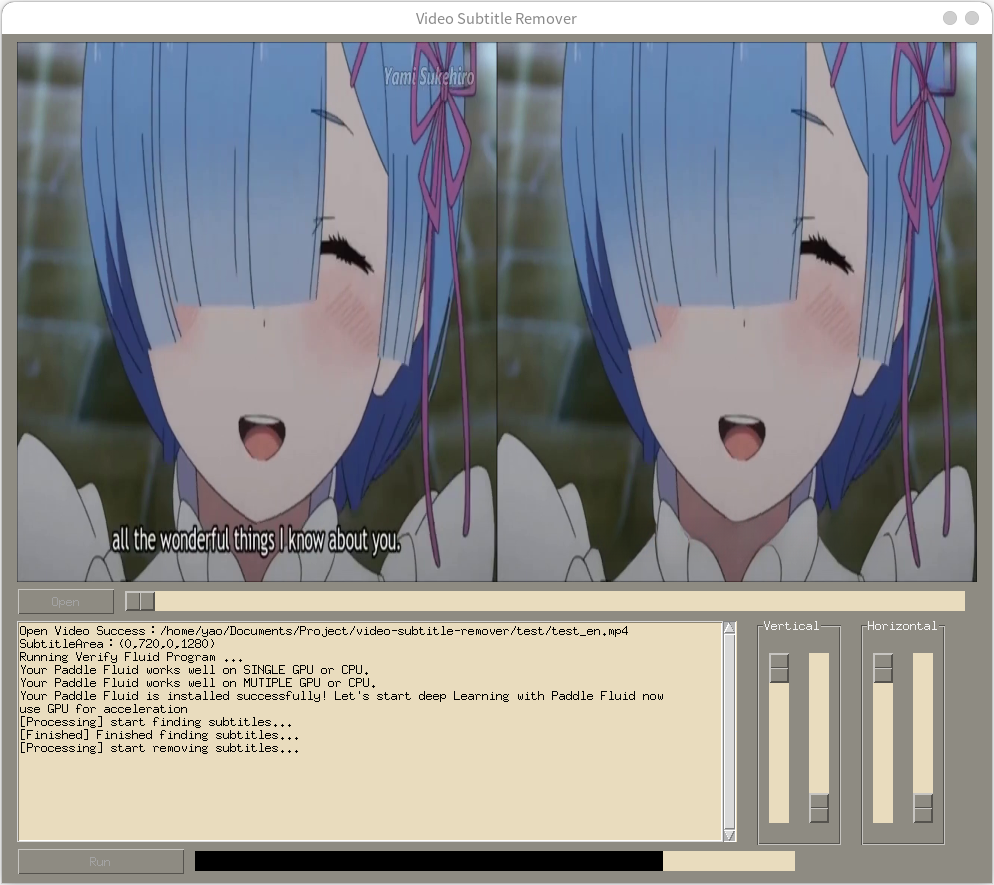 Video Subtitle Remover
Yami Sukehiro
all the wonderful things I know about you.
Open
Open Video Success：/home/yao/Documents/Project/video-subtitle-remover/test/test_en.mp4
SubtitleArea：(0,720,0,1280)
Running Verify Fluid Program ...
Your Paddle Fluid works well on SINGLE GPU or CPU.
Your Paddle Fluid works well on MUTIPLE GPU or CPU.
Your Paddle Fluid is installed successfully! Let's start deep Learning with Paddle Fluid now
use GPU for acceleration
[Processing] start finding subtitles...
[Finished] Finished finding subtitles...
[Processing] start removing subtitles...
Vertical
Horizontal
Run